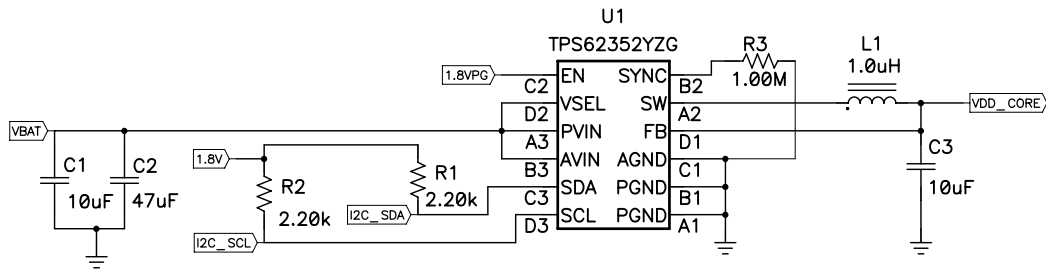 U1
TPS62352YZG
1.8VPG
EN
SYNC
C2
B2
R3
1.00M
L1
1.0uH
VSEL
SW
D2
A2
VDD_CORE
VBAT
PVIN
FB
A3
D1
1.8V
AVIN
AGND
B3
C1
C1
10uF
C2
47uF
R2
2.20k
R1
2.20k
C3
10uF
SDA
PGND
C3
B1
I2C_SDA
SCL
PGND
D3
A1
I2C_SCL